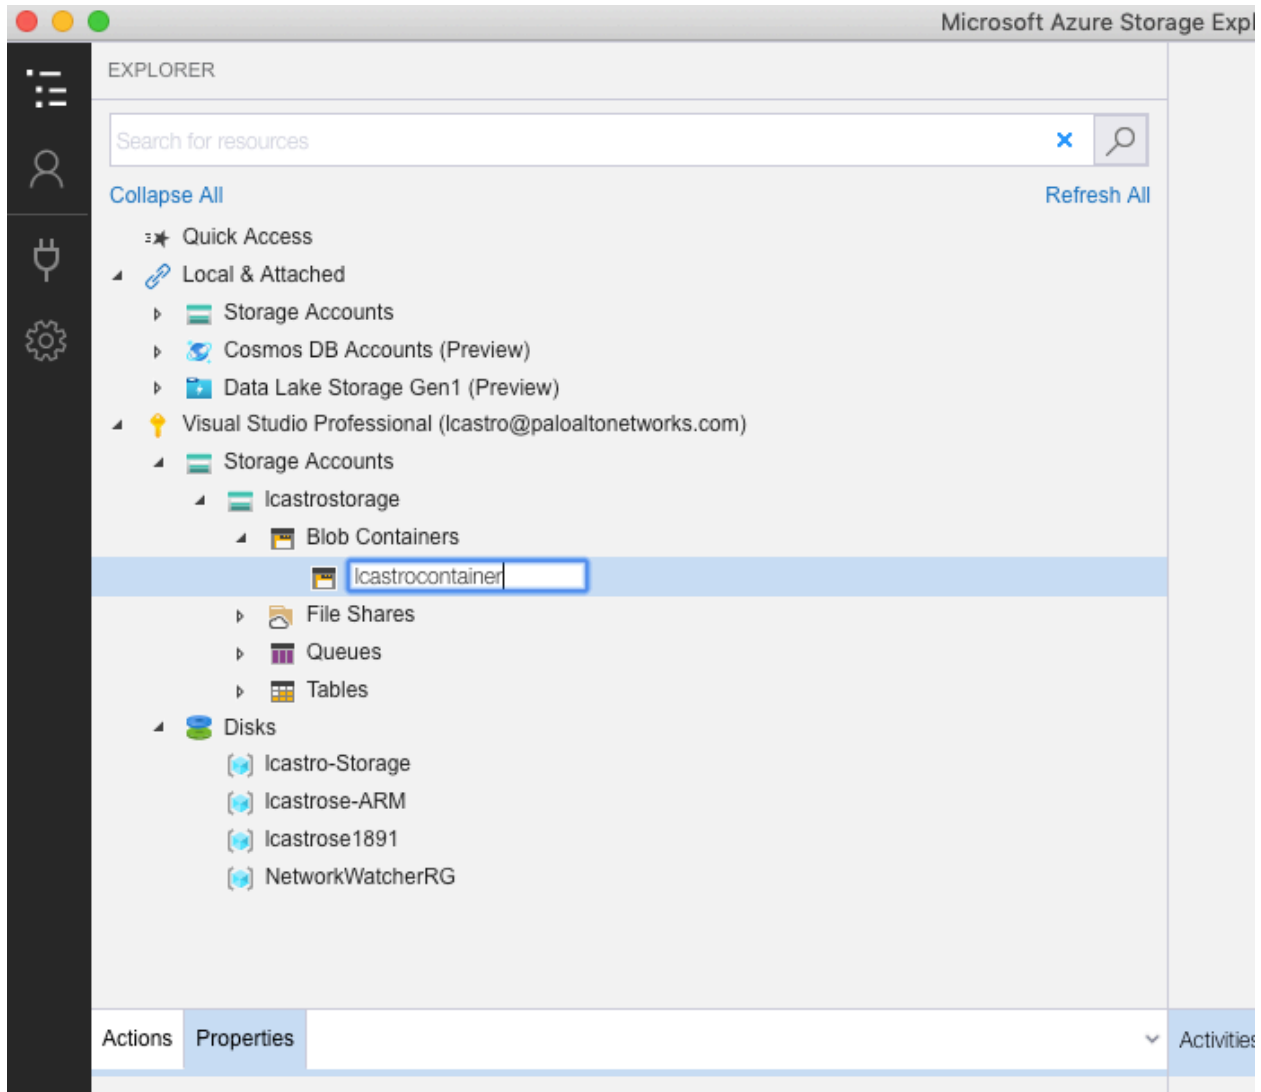 Microsoft Azure Storage Expl
EXPLORER
Search for resources
Collapse All
Refresh All
Quick Access
Local & Attached
Storage Accounts
Cosmos DB Accounts (Preview)
Data Lake Storage Gen1 (Preview)
Visual Studio Professional (lcastro@paloaltonetworks.com)
Storage Accounts
lcastrostorage
Blob Containers
lcastrocontainer
File Shares
Queues
Tables
Disks
lcastro-Storage
lcastrose-ARM
lcastrose1891
NetworkWatcherRG
Actions
Properties
Activities